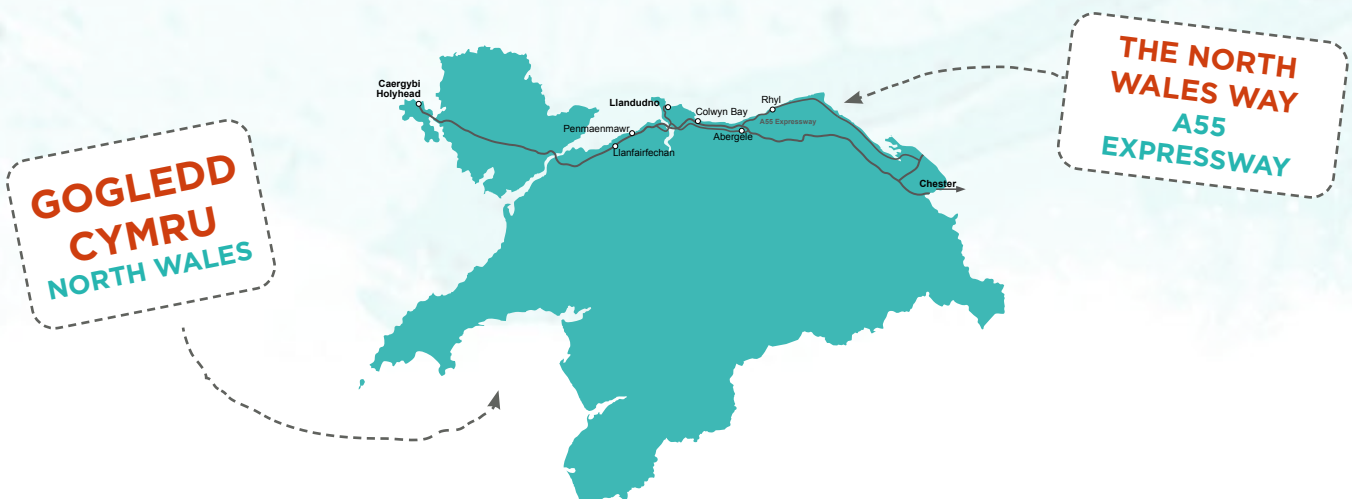 THE NORTH
WALES WAY
A55
EXPRESSWAY
Caergybi
Holyhead
Llandudno
Rhyl
Colwyn Bay
A55 Expressway
Penmaenmawr
Abergele
Llanfairfechan
Chester
GOGLEDD
CYMRU
NORTH WALES